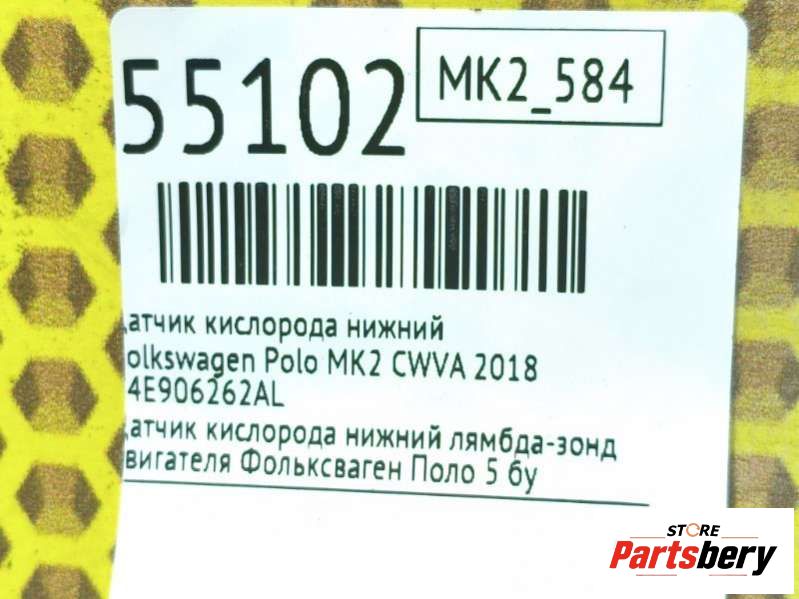 55102
MK2_584
атчик кислорода нижний
olkswagen Polo MK2 CWVA 2018
4E906262AL
атчик кислорода нижний лямбда-зонд
вигателя Фольксваген Поло 5 бу
STORE
Partsbery